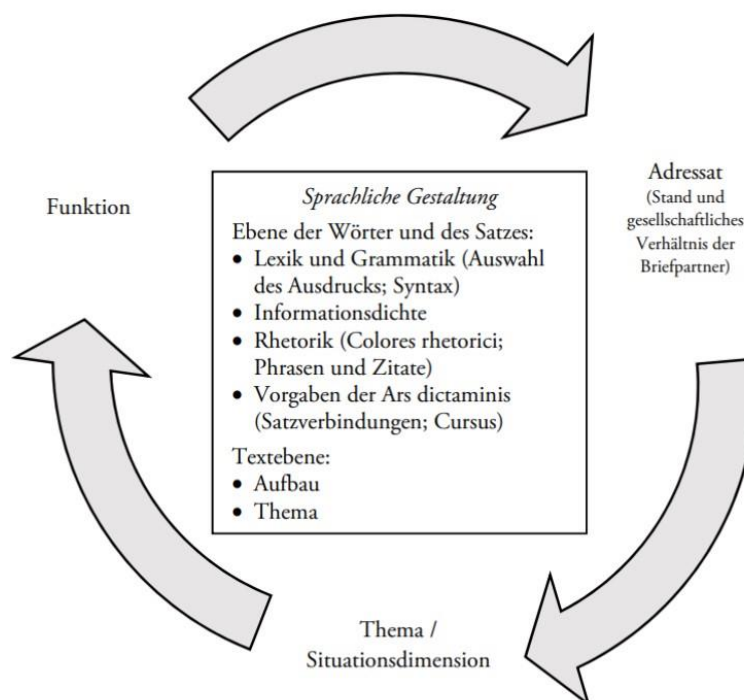 Funktion
Sprachliche Gestaltung
Ebene der Wörter und des Satzes:
• Lexik und Grammatik (Auswahl
des Ausdrucks; Syntax)
• Informationsdichte
• Rhetorik (Colores rhetorici;
Phrasen und Zitate)
• Vorgaben der Ars dictaminis
(Satzverbindungen; Cursus)
Textebene:
• Aufbau
• Thema
Adressat
(Stand und
gesellschaftliches
Verhältnis der
Briefpartner)
Thema /
Situationsdimension